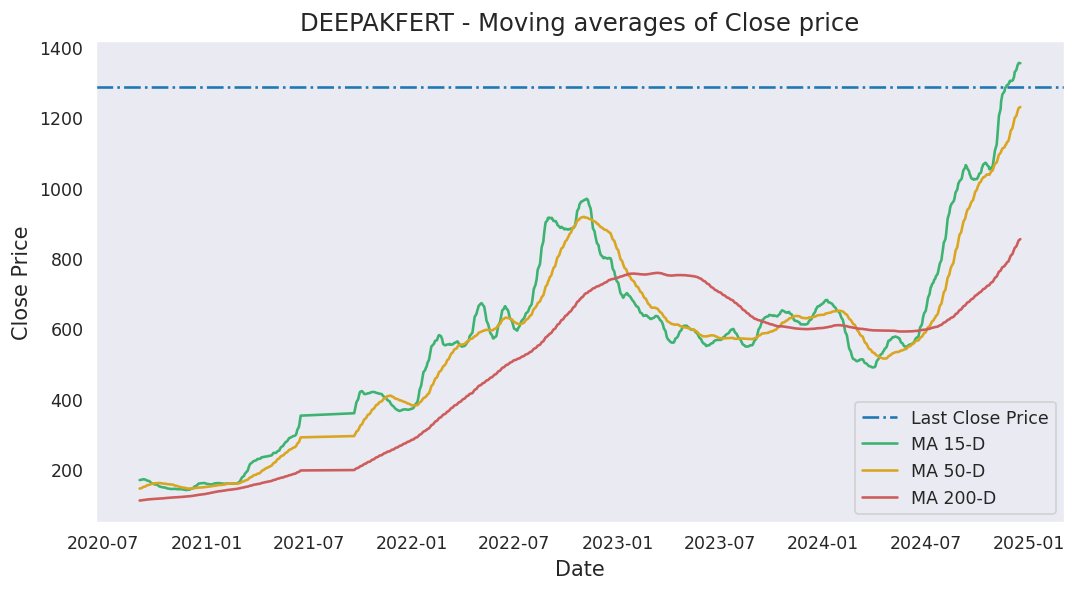 DEEPAKFERT - Moving averages of Close price
Close Price
1400
1200
1000
800
600
400
200
Last Close Price
MA 15-D
MA 50-D
MA 200-D
2020-07 2021-01 2021-07 2022-01 2022-07 2023-01 2023-07 2024-01 2024-07 2025-01
Date